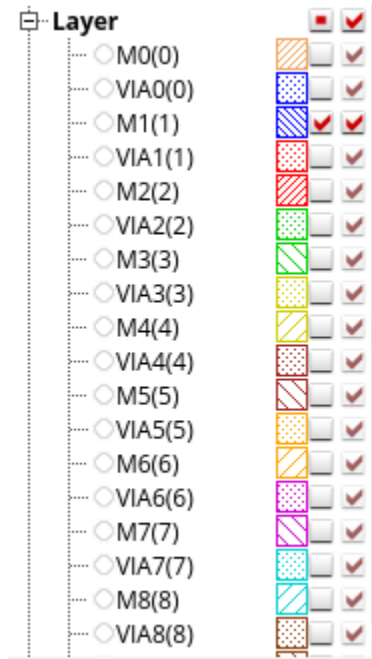 Layer
M0(0)
VIA0(0)
M1(1)
VIA1(1)
M2(2)
VIA2(2)
M3(3)
VIA3(3)
M4(4)
VIA4(4)
M5(5)
VIA5(5)
M6(6)
VIA6(6)
M7(7)
VIA7(7)
M8(8)
VIA8(8)